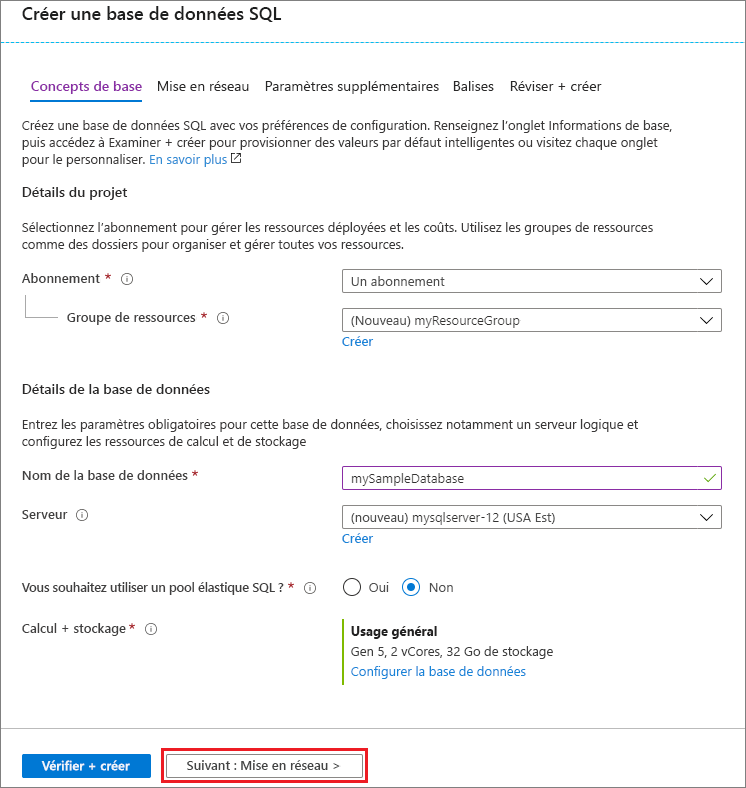 Créer une base de données SQL
Concepts de base Mise en réseau Paramètres supplémentaires Balises Réviser + créer
Créez une base de données SQL avec vos préférences de configuration. Renseignez l’onglet Informations de base,
puis accédez à Examiner + créer pour provisionner des valeurs par défaut intelligentes ou visitez chaque onglet
pour le personnaliser. En savoir plus
Détails du projet
Sélectionnez l’abonnement pour gérer les ressources déployées et les coûts. Utilisez les groupes de ressources
comme des dossiers pour organiser et gérer toutes vos ressources.
Abonnement * Un abonnement
Groupe de ressources * (Nouveau) myResourceGroup
Créer
Détails de la base de données
Entrez les paramètres obligatoires pour cette base de données, choisissez notamment un serveur logique et
configurez les ressources de calcul et de stockage
Nom de la base de données * mySampleDatabase
Serveur (nouveau) mysqlserver-12 (USA Est)
Créer
Vous souhaitez utiliser un pool élastique SQL ? * Oui Non
Calcul + stockage * Usage général
Gen 5, 2 vCores, 32 Go de stockage
Configurer la base de données
Vérifier + créer Suivant : Mise en réseau >